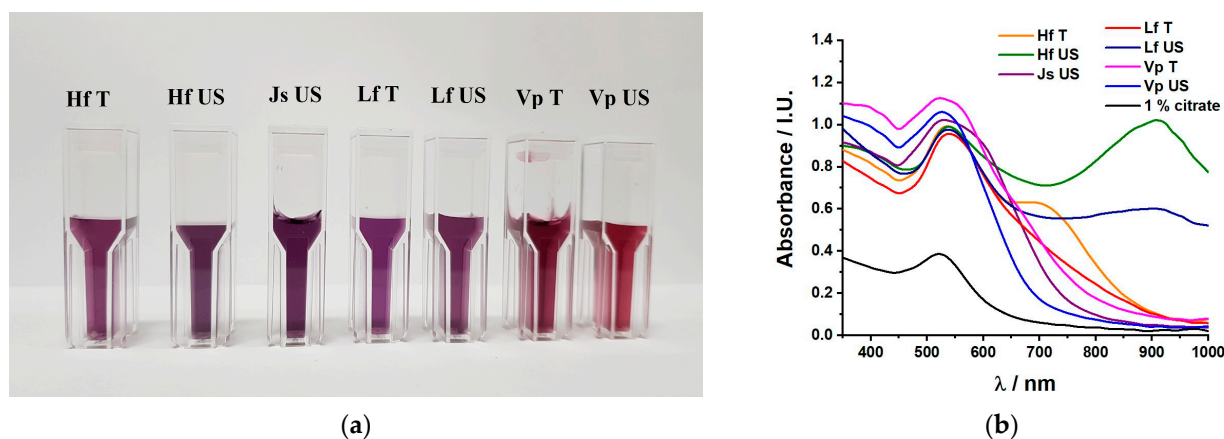 Hf T
Hf US
Js US
Lf T
Lf US
Vp T
Vp US
(a)
Hf T
Hf US
Js US
Lf T
Lf US
Vp T
Vp US
1 % citrate
Absorbance / I.U.
1.4
1.2
1.0
0.8
0.6
0.4
0.2
0.0
400 500 600 700 800 900 1000
λ / nm
(b)